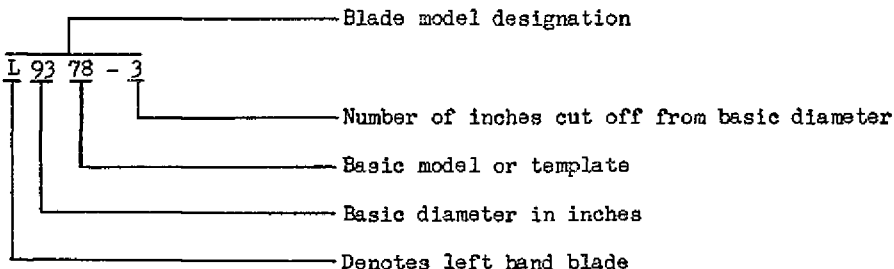 Blade model designation
L 93 78 - 3
Number of inches cut off from basic diameter
Basic model or template
Basic diameter in inches
Denotes left hand blade